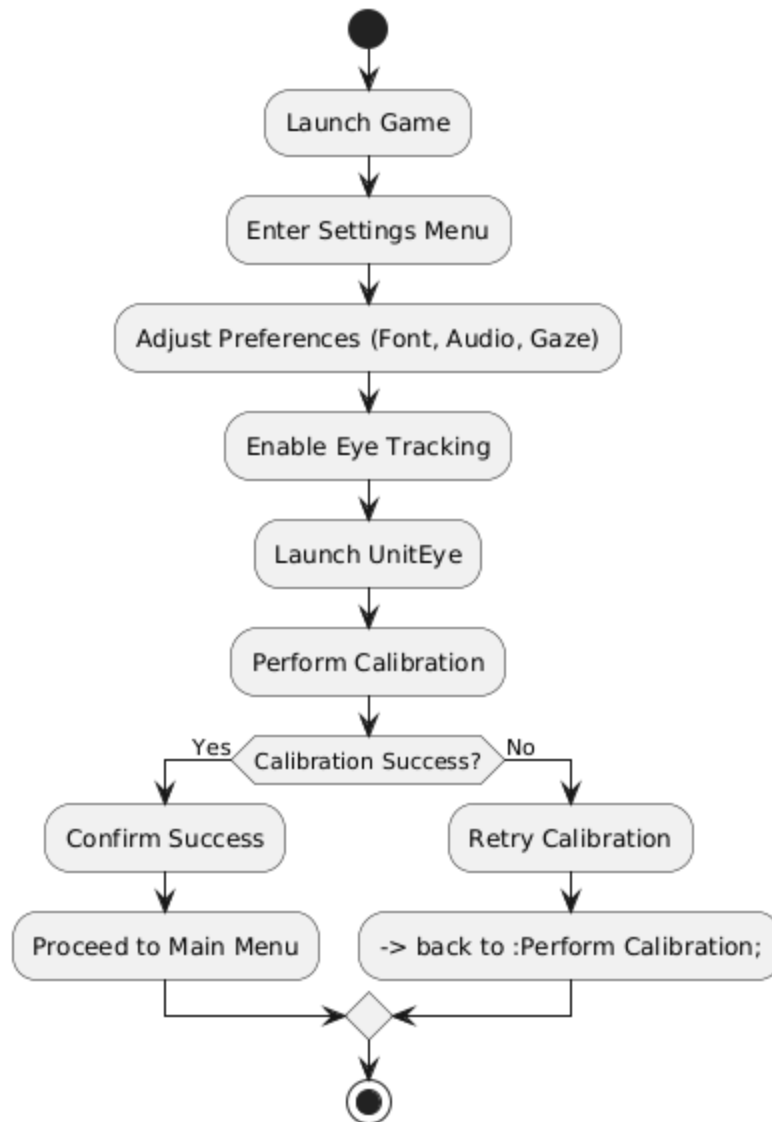 Launch Game
Enter Settings Menu
Adjust Preferences (Font, Audio, Gaze)
Enable Eye Tracking
Launch UnitEye
Perform Calibration
Yes
Calibration Success?
No
Confirm Success
Retry Calibration
Proceed to Main Menu
-> back to :Perform Calibration;